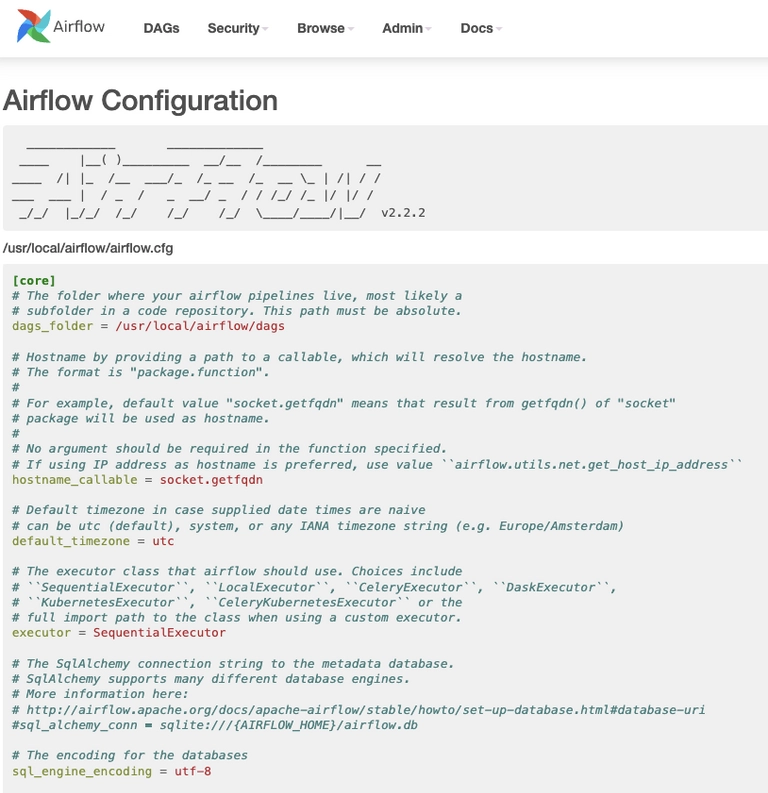 Airflow DAGs Security Browse Admin Docs
Airflow Configuration
  ____________       _____________
 ____    |__( )_________  __/__  /________      __
____  /| |_  /__  ___/_  /_ __  /_  __ \_ | /| / /
___  ___ |  / _  /   _  __/ _  / / /_/ /_ |/ |/ /
 _/_/  |_/_/  /_/    /_/    /_/  \____/____/|__/  v2.2.2
/usr/local/airflow/airflow.cfg
[core]
# The folder where your airflow pipelines live, most likely a
# subfolder in a code repository. This path must be absolute.
dags_folder = /usr/local/airflow/dags
# Hostname by providing a path to a callable, which will resolve the hostname.
# The format is "package.function".
#
# For example, default value "socket.getfqdn" means that result from getfqdn() of "socket"
# package will be used as hostname.
#
# No argument should be required in the function specified.
# If using IP address as hostname is preferred, use value ``airflow.utils.net.get_host_ip_address``
hostname_callable = socket.getfqdn
# Default timezone in case supplied date times are naive
# can be utc (default), system, or any IANA timezone string (e.g. Europe/Amsterdam)
default_timezone = utc
# The executor class that airflow should use. Choices include
# ``SequentialExecutor``, ``LocalExecutor``, ``CeleryExecutor``, ``DaskExecutor``,
# ``KubernetesExecutor``, ``CeleryKubernetesExecutor`` or the
# full import path to the class when using a custom executor.
executor = SequentialExecutor
# The SqlAlchemy connection string to the metadata database.
# SqlAlchemy supports many different database engines.
# More information here:
# http://airflow.apache.org/docs/apache-airflow/stable/howto/set-up-database.html#database-uri
#sql_alchemy_conn = sqlite:///{AIRFLOW_HOME}/airflow.db
# The encoding for the databases
sql_engine_encoding = utf-8